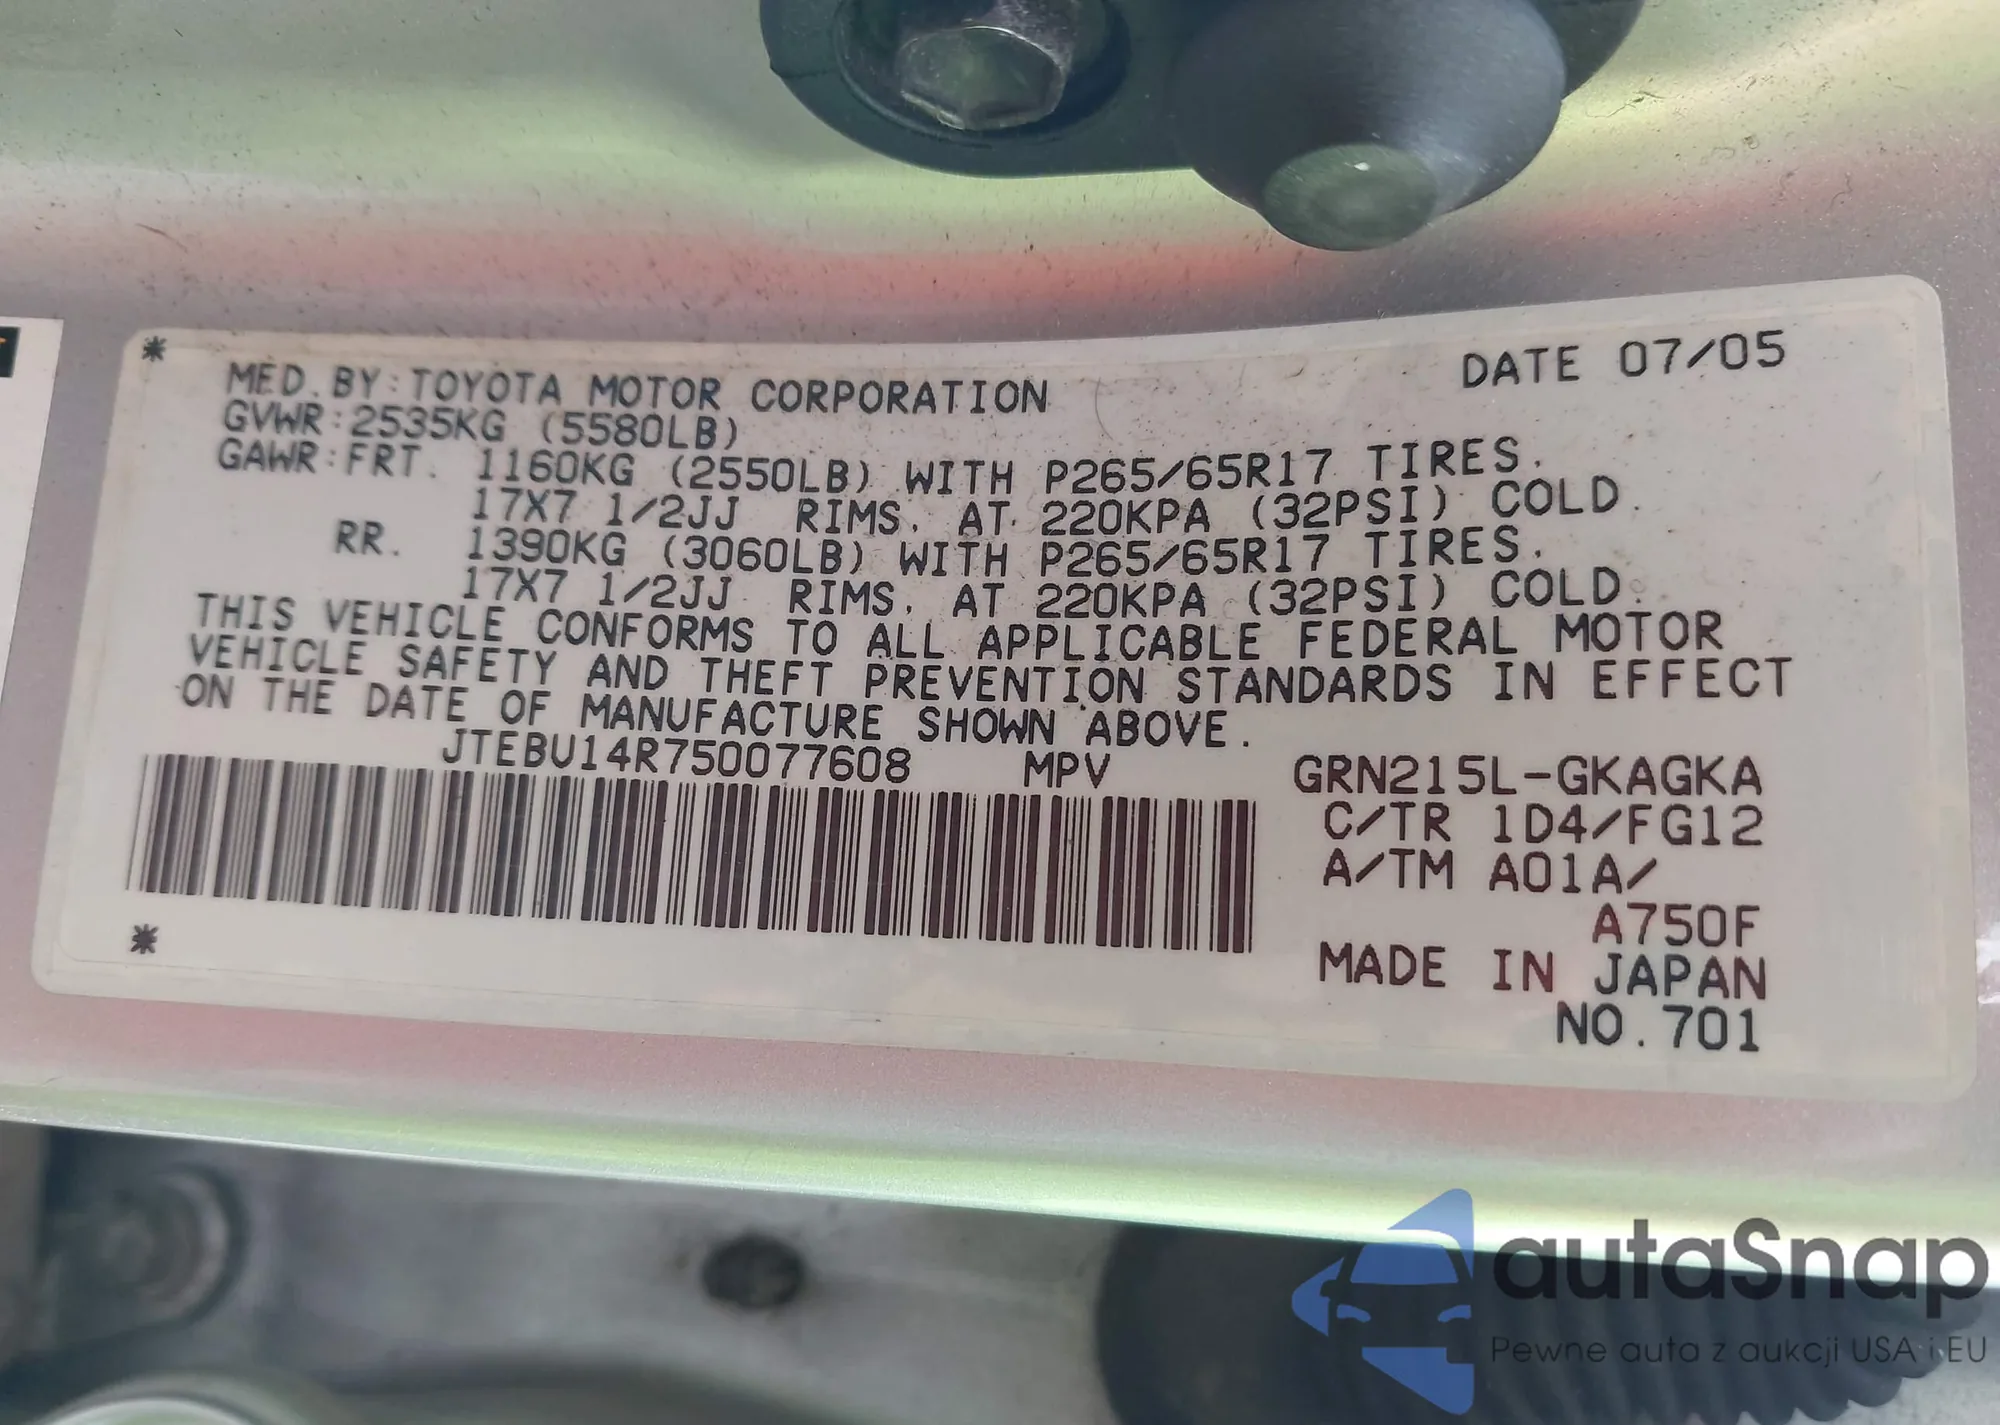 * MFD.BY:TOYOTA MOTOR CORPORATION DATE 07/05
GVWR:2535KG (5580LB)
GAWR:FRT. 1160KG (2550LB) WITH P265/65R17 TIRES.
17X7 1/2JJ RIMS. AT 220KPA (32PSI) COLD.
RR. 1390KG (3060LB) WITH P265/65R17 TIRES.
17X7 1/2JJ RIMS. AT 220KPA (32PSI) COLD.
THIS VEHICLE CONFORMS TO ALL APPLICABLE FEDERAL MOTOR
VEHICLE SAFETY AND THEFT PREVENTION STANDARDS IN EFFECT
ON THE DATE OF MANUFACTURE SHOWN ABOVE.
JTEBU14R750077608 MPV GRN215L-GKAGKA
C/TR 1D4/FG12
A/TM A01A/
A750F
*
MADE IN JAPAN
NO.701
autaSnap
Pewne auta z aukcji USA i EU